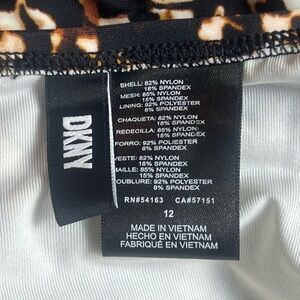 DKNY
SHELL: 82% NYLON
18% SPANDEX
MESH: 85% NYLON
15% SPANDEX
LINING: 92% POLYESTER
8% SPANDEX
CHAQUETA: 82% NYLON
18% SPANDEX
REDECILLA: 85% NYLON
15% SPANDEX
FORRO: 92% POLYESTER
8% SPANDEX
VESTE: 82% NYLON
18% SPANDEX
MAILLE: 85% NYLON
15% SPANDEX
DOUBLURE: 92% POLYESTER
8% SPANDEX
RN#54163 CA#57151
12
MADE IN VIETNAM
HECHO EN VIETNAM
FABRIQUÉ EN VIETNAM